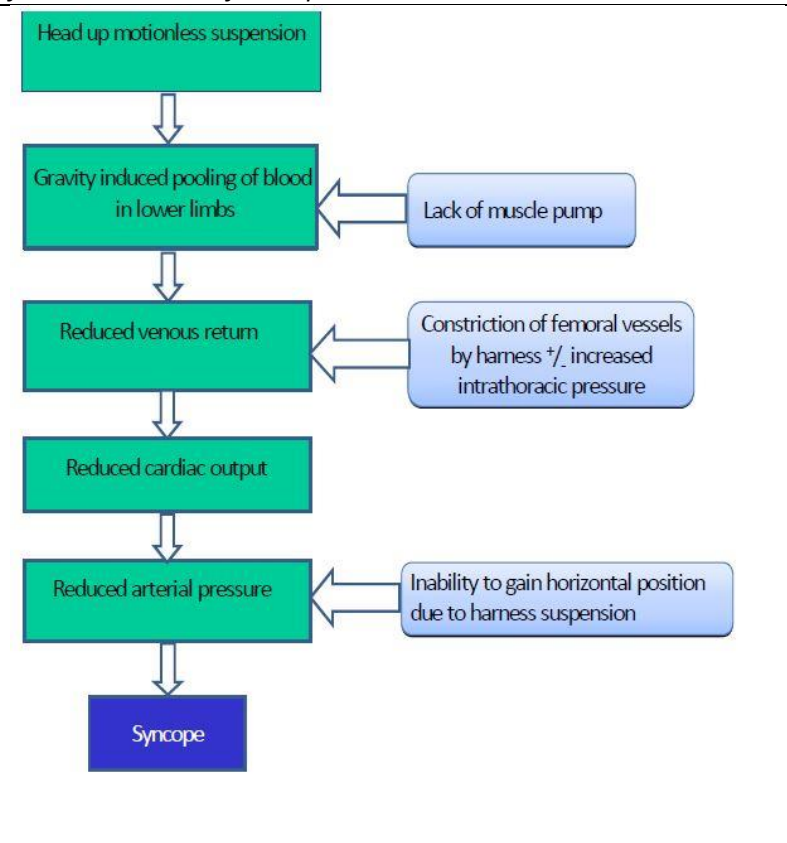 Head up motionless suspension
Gravity induced pooling of blood
in lower limbs
Lack of muscle pump
Reduced venous return
Constriction of femoral vessels
by harness +/- increased
intrathoracic pressure
Reduced cardiac output
Reduced arterial pressure
Inability to gain horizontal position
due to harness suspension
Syncope